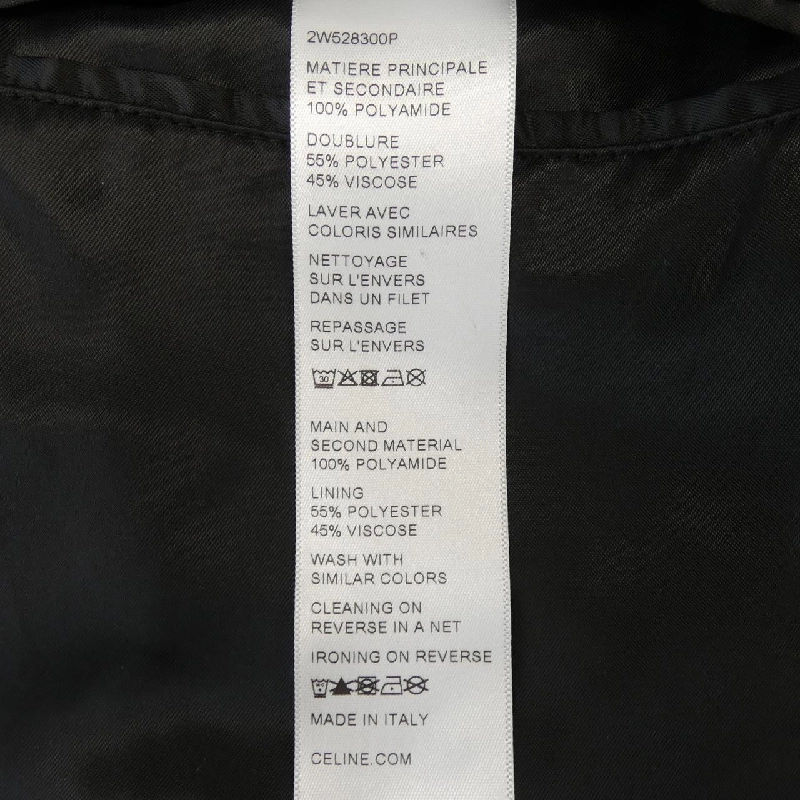 2W528300P
MATIERE PRINCIPALE
ET SECONDAIRE
100% POLYAMIDE
DOUBLURE
55% POLYESTER
45% VISCOSE
LAVER AVEC
COLORIS SIMILAIRES
NETTOYAGE
SUR L'ENVERS
DANS UN FILET
REPASSAGE
SUR L'ENVERS
30
MAIN AND
SECOND MATERIAL
100% POLYAMIDE
LINING
55% POLYESTER
45% VISCOSE
WASH WITH
SIMILAR COLORS
CLEANING ON
REVERSE IN A NET
IRONING ON REVERSE
MADE IN ITALY
CELINE.COM